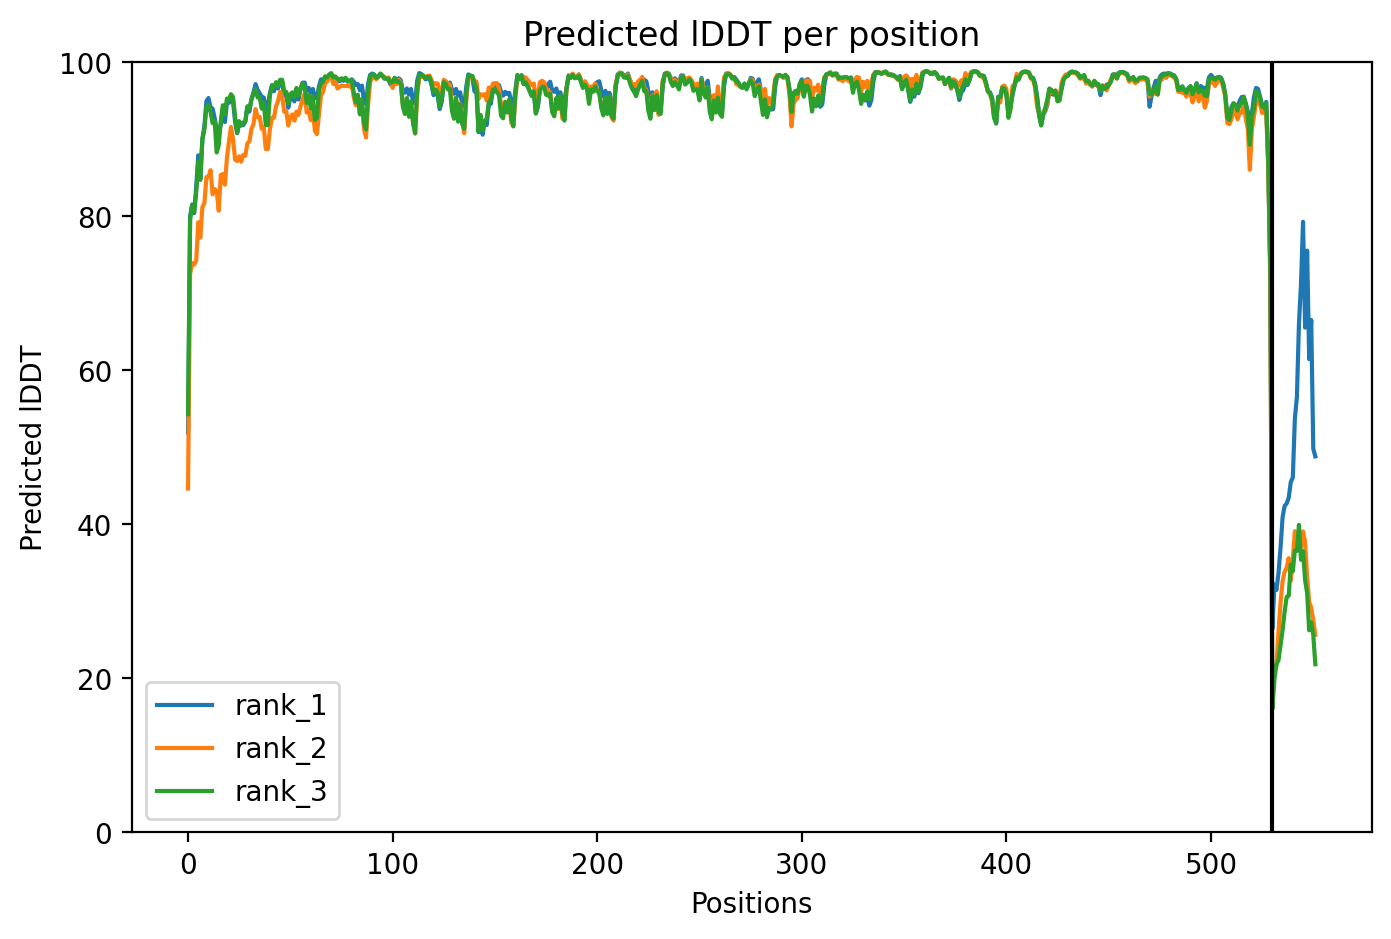 Predicted lDDT per position
Predicted lDDT
100
80
60
40
20
0
rank_1
rank_2
rank_3
0 100 200 300 400 500
Positions